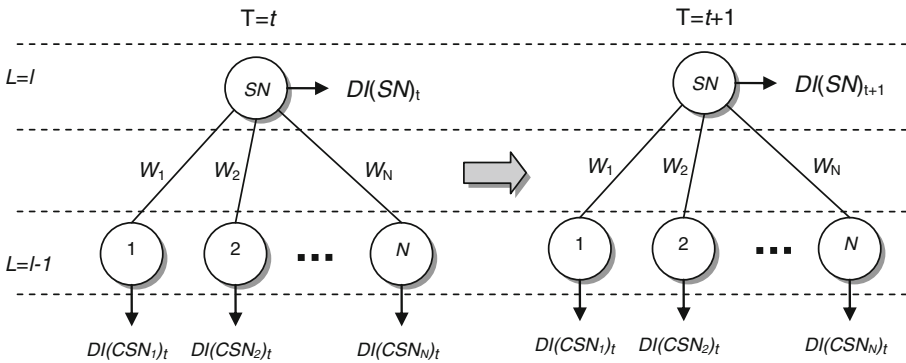 T=t T=t+1
L=l SN DI(SN)t SN DI(SN)t+1
W1 W2 WN W1 W2 WN
L=l-1 1 2 ... N 1 2 ... N
DI(CSN1)t DI(CSN2)t DI(CSNN)t DI(CSN1)t DI(CSN2)t DI(CSNN)t